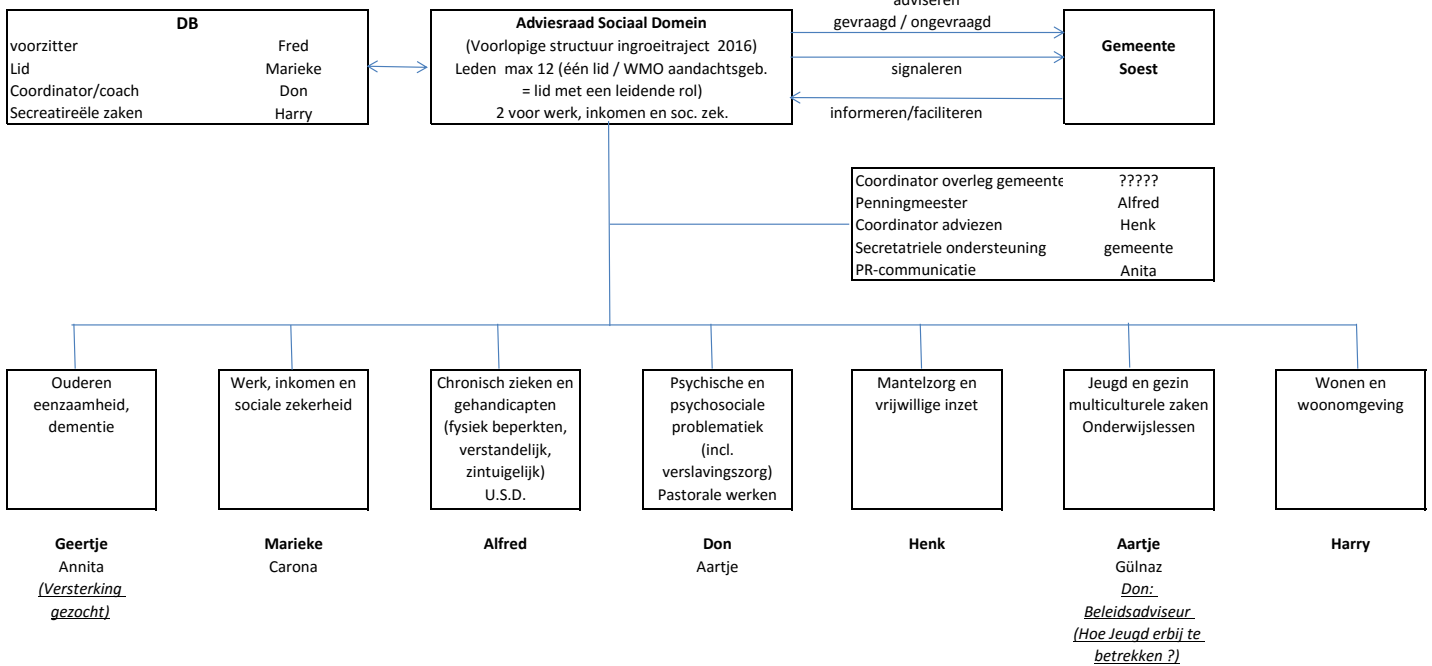 DB
voorzitter Fred
Lid Marieke
Coordinator/coach Don
Secreatireële zaken Harry
Adviesraad Sociaal Domein
(Voorlopige structuur ingroeitraject 2016)
Leden max 12 (één lid / WMO aandachtsgeb.
= lid met een leidende rol)
2 voor werk, inkomen en soc. zek.
adviseren
gevraagd / ongevraagd
signaleren
informeren/faciliteren
Gemeente
Soest
Coordinator overleg gemeente ?????
Penningmeester Alfred
Coordinator adviezen Henk
Secretatriele ondersteuning gemeente
PR-communicatie Anita
Ouderen
eenzaamheid,
dementie
Geertje
Annita
(Versterking
gezocht)
Werk, inkomen en
sociale zekerheid
Marieke
Carona
Chronisch zieken en
gehandicapten
(fysiek beperkten,
verstandelijk,
zintuigelijk)
U.S.D.
Alfred
Psychische en
psychosociale
problematiek
(incl.
verslavingszorg)
Pastorale werken
Don
Aartje
Mantelzorg en
vrijwillige inzet
Henk
Jeugd en gezin
multiculturele zaken
Onderwijslessen
Aartje
Gülnaz
Don:
Beleidsadviseur
(Hoe Jeugd erbij te
betrekken ?)
Wonen en
woonomgeving
Harry